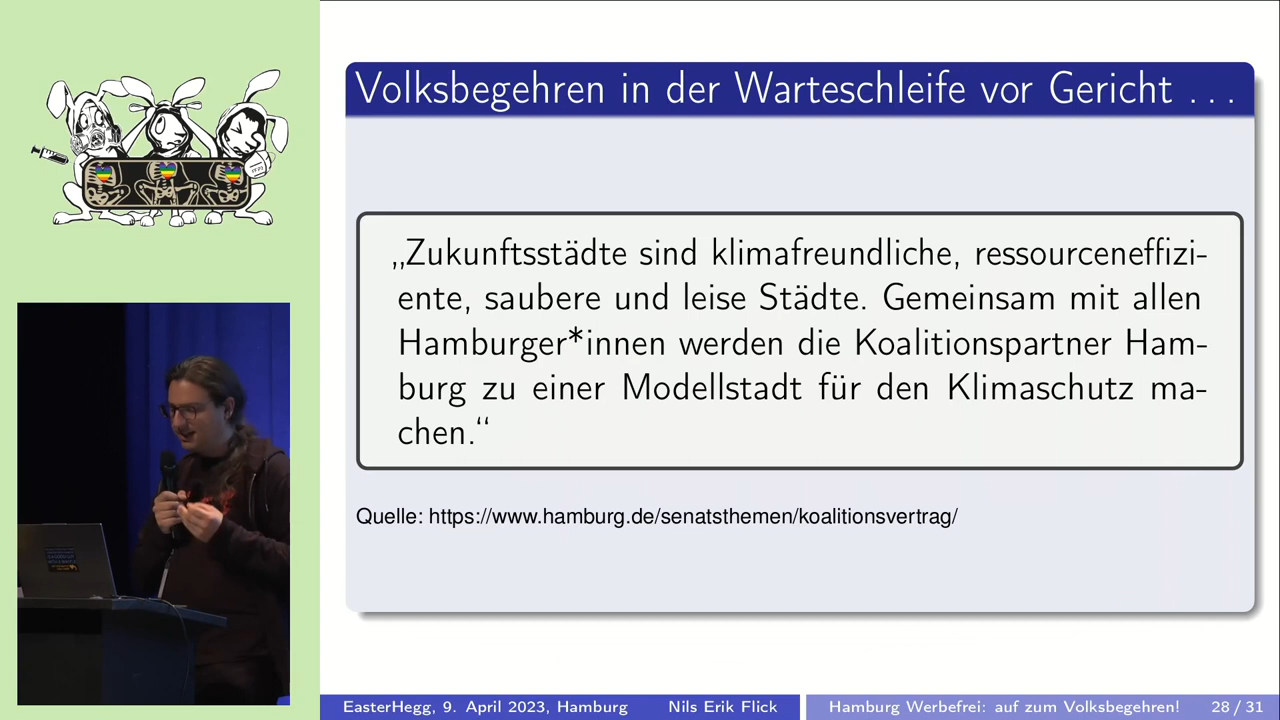 Volksbegehren in der Warteschleife vor Gericht . . .
„Zukunftsstädte sind klimafreundliche, ressourceneffizi-
ente, saubere und leise Städte. Gemeinsam mit allen
Hamburger*innen werden die Koalitionspartner Ham-
burg zu einer Modellstadt für den Klimaschutz ma-
chen.“
Quelle: https://www.hamburg.de/senatsthemen/koalitionsvertrag/
EasterHegg, 9. April 2023, Hamburg Nils Erik Flick Hamburg Werbefrei: auf zum Volksbegehren! 28 / 31